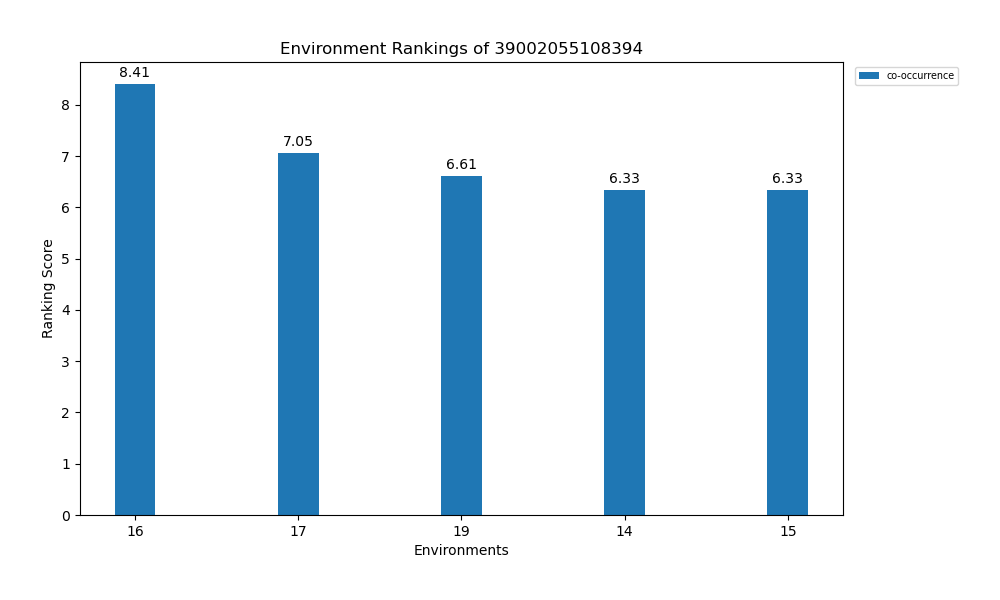 Environment Rankings of 39002055108394
co-occurrence
8.41
7.05
6.61
6.33
6.33
8
7
6
5
4
3
2
1
0
Ranking Score
16 17 19 14 15
Environments